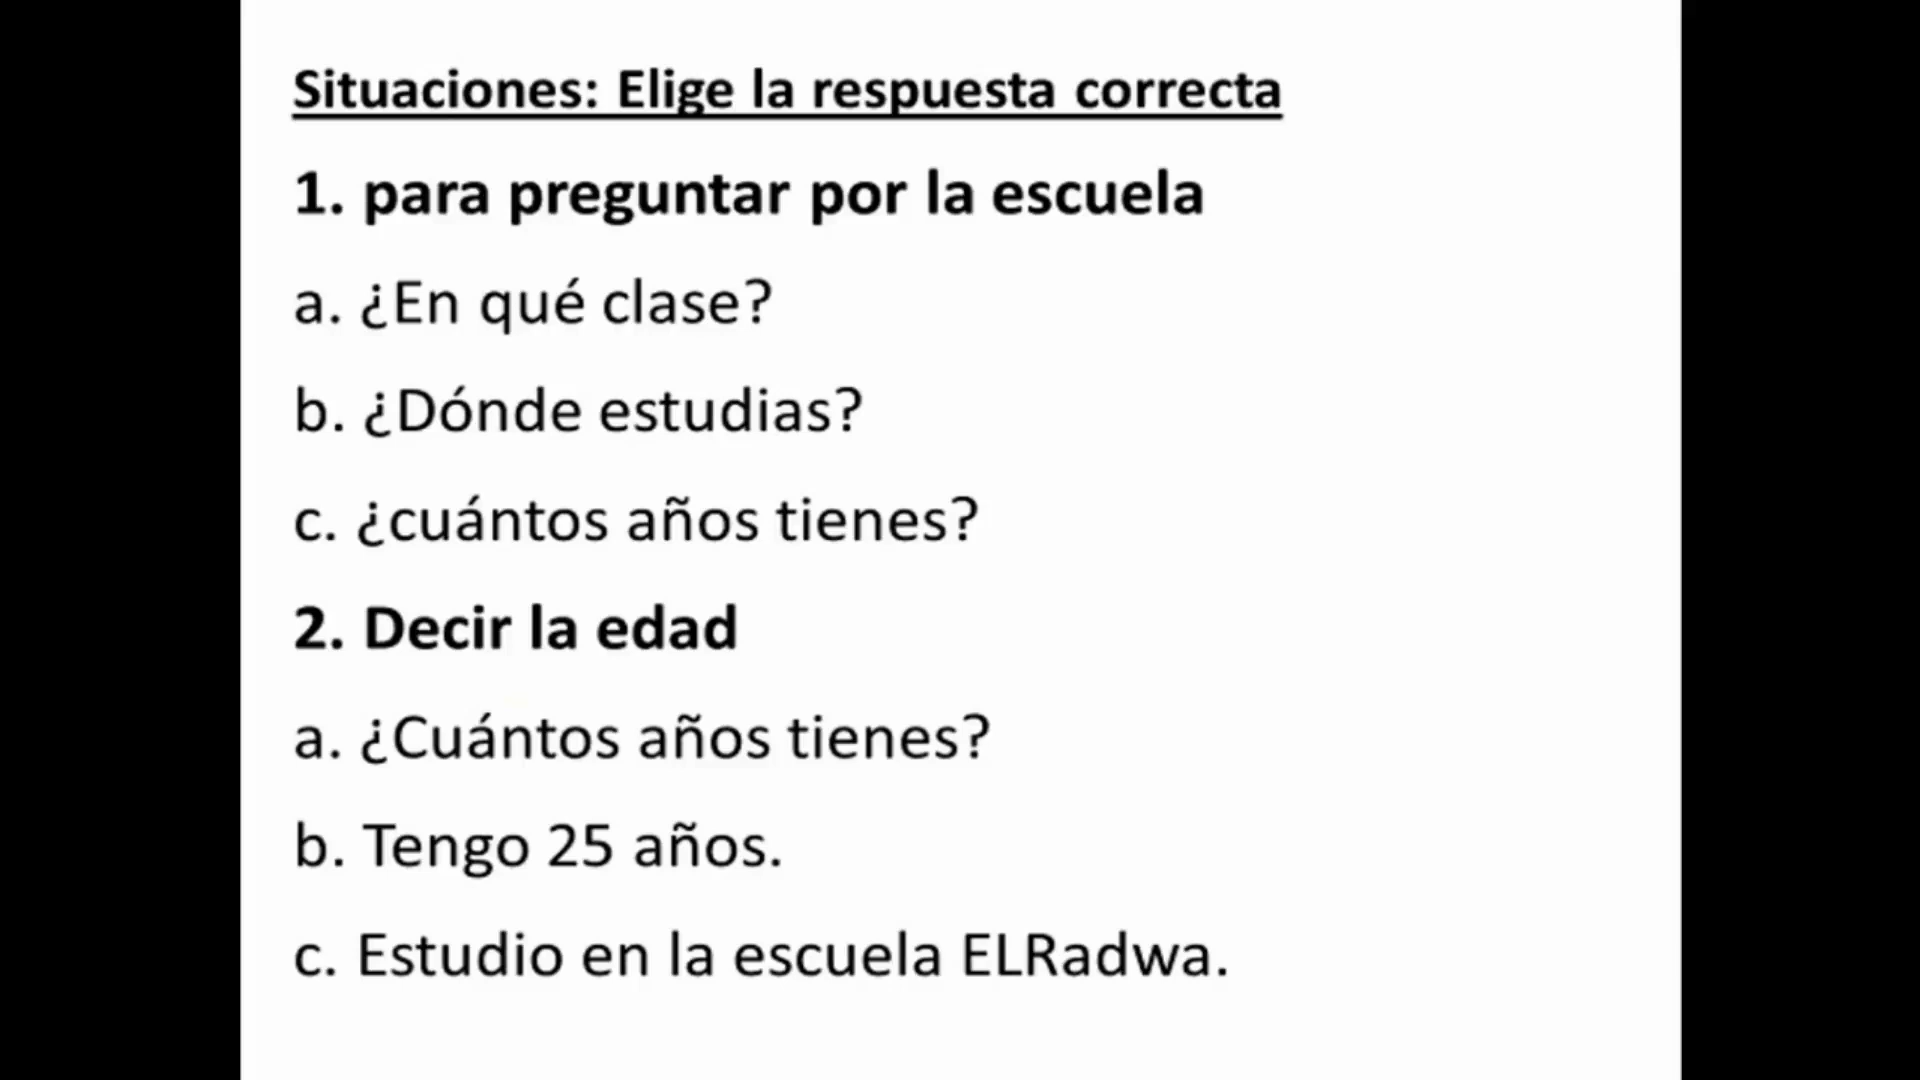 Situaciones: Elige la respuesta correcta
1. para preguntar por la escuela
a. ¿En qué clase?
b. ¿Dónde estudias?
c. ¿cuántos años tienes?
2. Decir la edad
a. ¿Cuántos años tienes?
b. Tengo 25 años.
c. Estudio en la escuela ELRadwa.